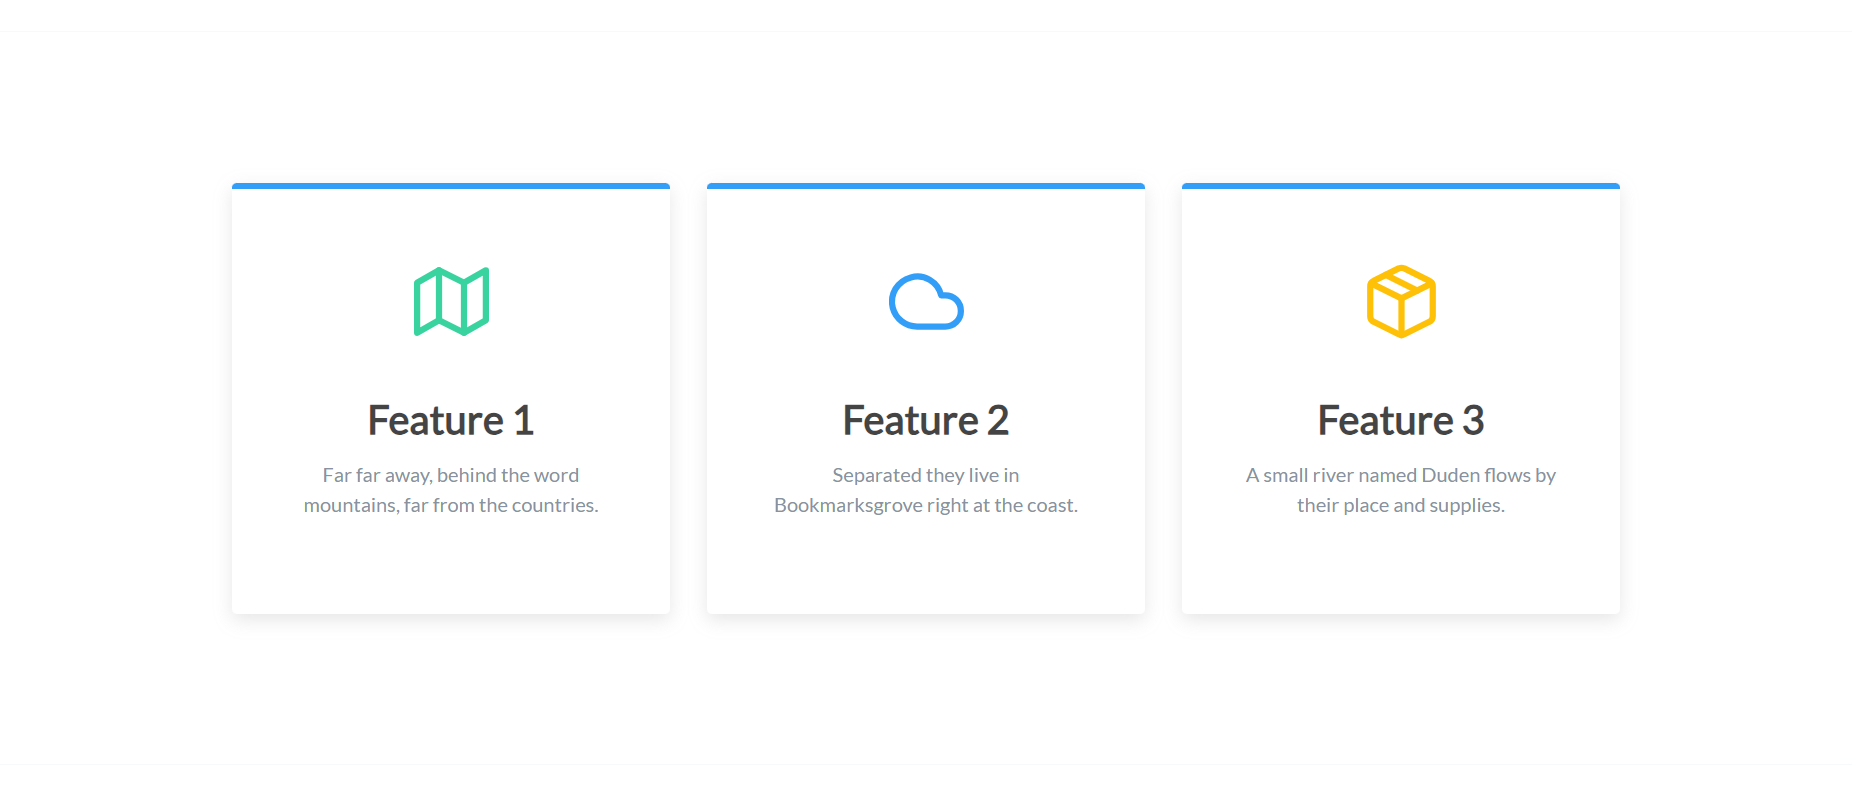 Feature 1
Far far away, behind the word
mountains, far from the countries.
Feature 2
Separated they live in
Bookmarksgrove right at the coast.
Feature 3
A small river named Duden flows by
their place and supplies.